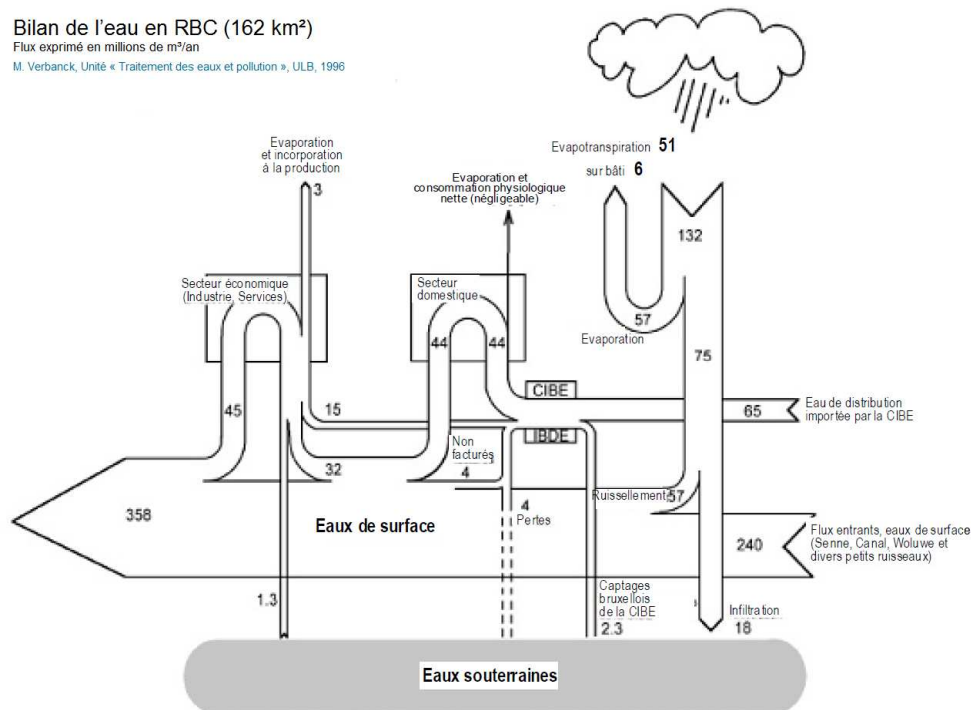 Bilan de l'eau en RBC (162 km²)
Flux exprimé en millions de m³/an
M. Verbanck, Unité « Traitement des eaux et pollution », ULB, 1996
Evaporation
et incorporation
à la production
3
Evaporation et
consommation physiologique
nette (négligeable)
Evapotranspiration 51
sur bâti 6
132
Secteur économique
(Industrie, Services)
Secteur
domestique
57
Evaporation
44
44
75
CIBE
45
15
65
Eau de distribution
importée par la CIBE
IBDE
Non
facturés
32
4
Ruissellement 57
4
Pertes
358
Eaux de surface
240
Flux entrants, eaux de surface
(Senne, Canal, Woluwe et
divers petits ruisseaux)
1.3
Captages
bruxellois
de la CIBE
2.3
Infiltration
18
Eaux souterraines